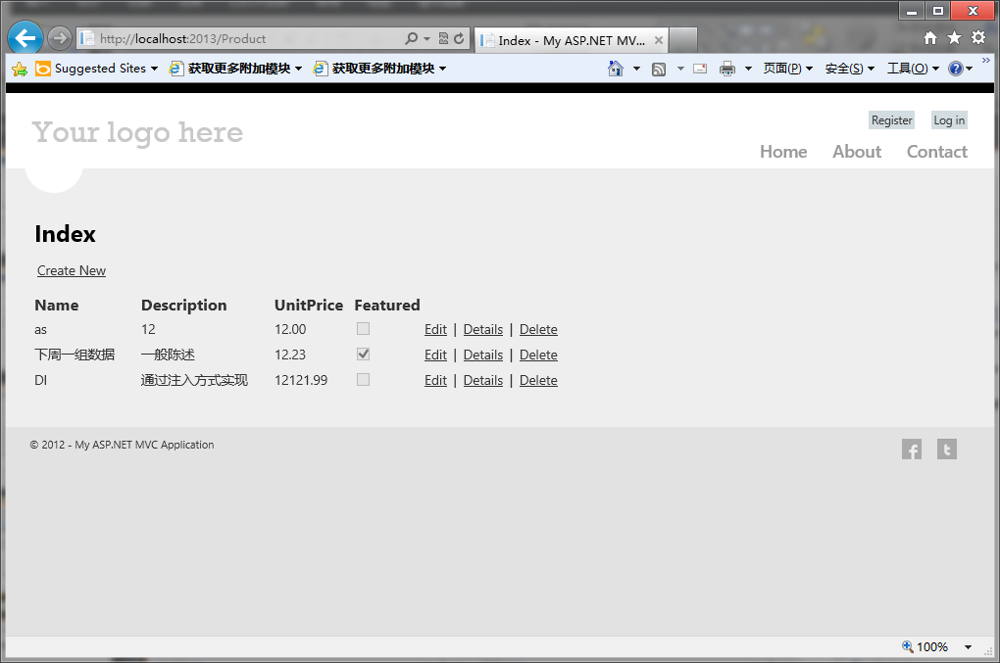 http://localhost:2013/Product
Index - My ASP.NET MV...
Suggested Sites 获取更多附加模块 获取更多附加模块 页面(P) 安全(S) 工具(O)
Register Log in
Your logo here
Home About Contact
Index
Create New
Name Description UnitPrice Featured
as 12 12.00 Edit | Details | Delete
下周一组数据 一般陈述 12.23 Edit | Details | Delete
DI 通过注入方式实现 12121.99 Edit | Details | Delete
© 2012 - My ASP.NET MVC Application
100%